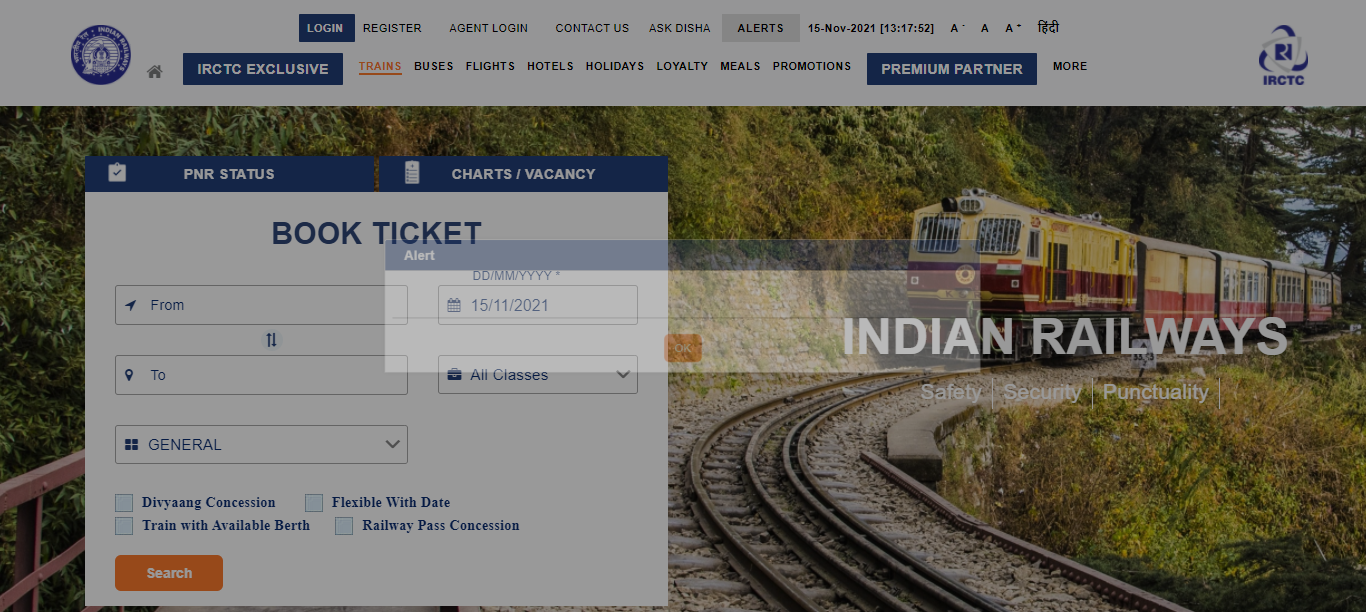 LOGIN REGISTER AGENT LOGIN CONTACT US ASK DISHA ALERTS 15-Nov-2021 [13:17:52] A - A A + हिंदी
INDIAN RAILWAYS
IRCTC EXCLUSIVE TRAINS BUSES FLIGHTS HOTELS HOLIDAYS LOYALTY MEALS PROMOTIONS PREMIUM PARTNER MORE
IRCTC
PNR STATUS CHARTS / VACANCY
BOOK TICKET
Alert
DD/MM/YYYY *
From 15/11/2021
OK
To All Classes
GENERAL
Divyaang Concession Flexible With Date
Train with Available Berth Railway Pass Concession
Search
INDIAN RAILWAYS
Safety | Security | Punctuality |